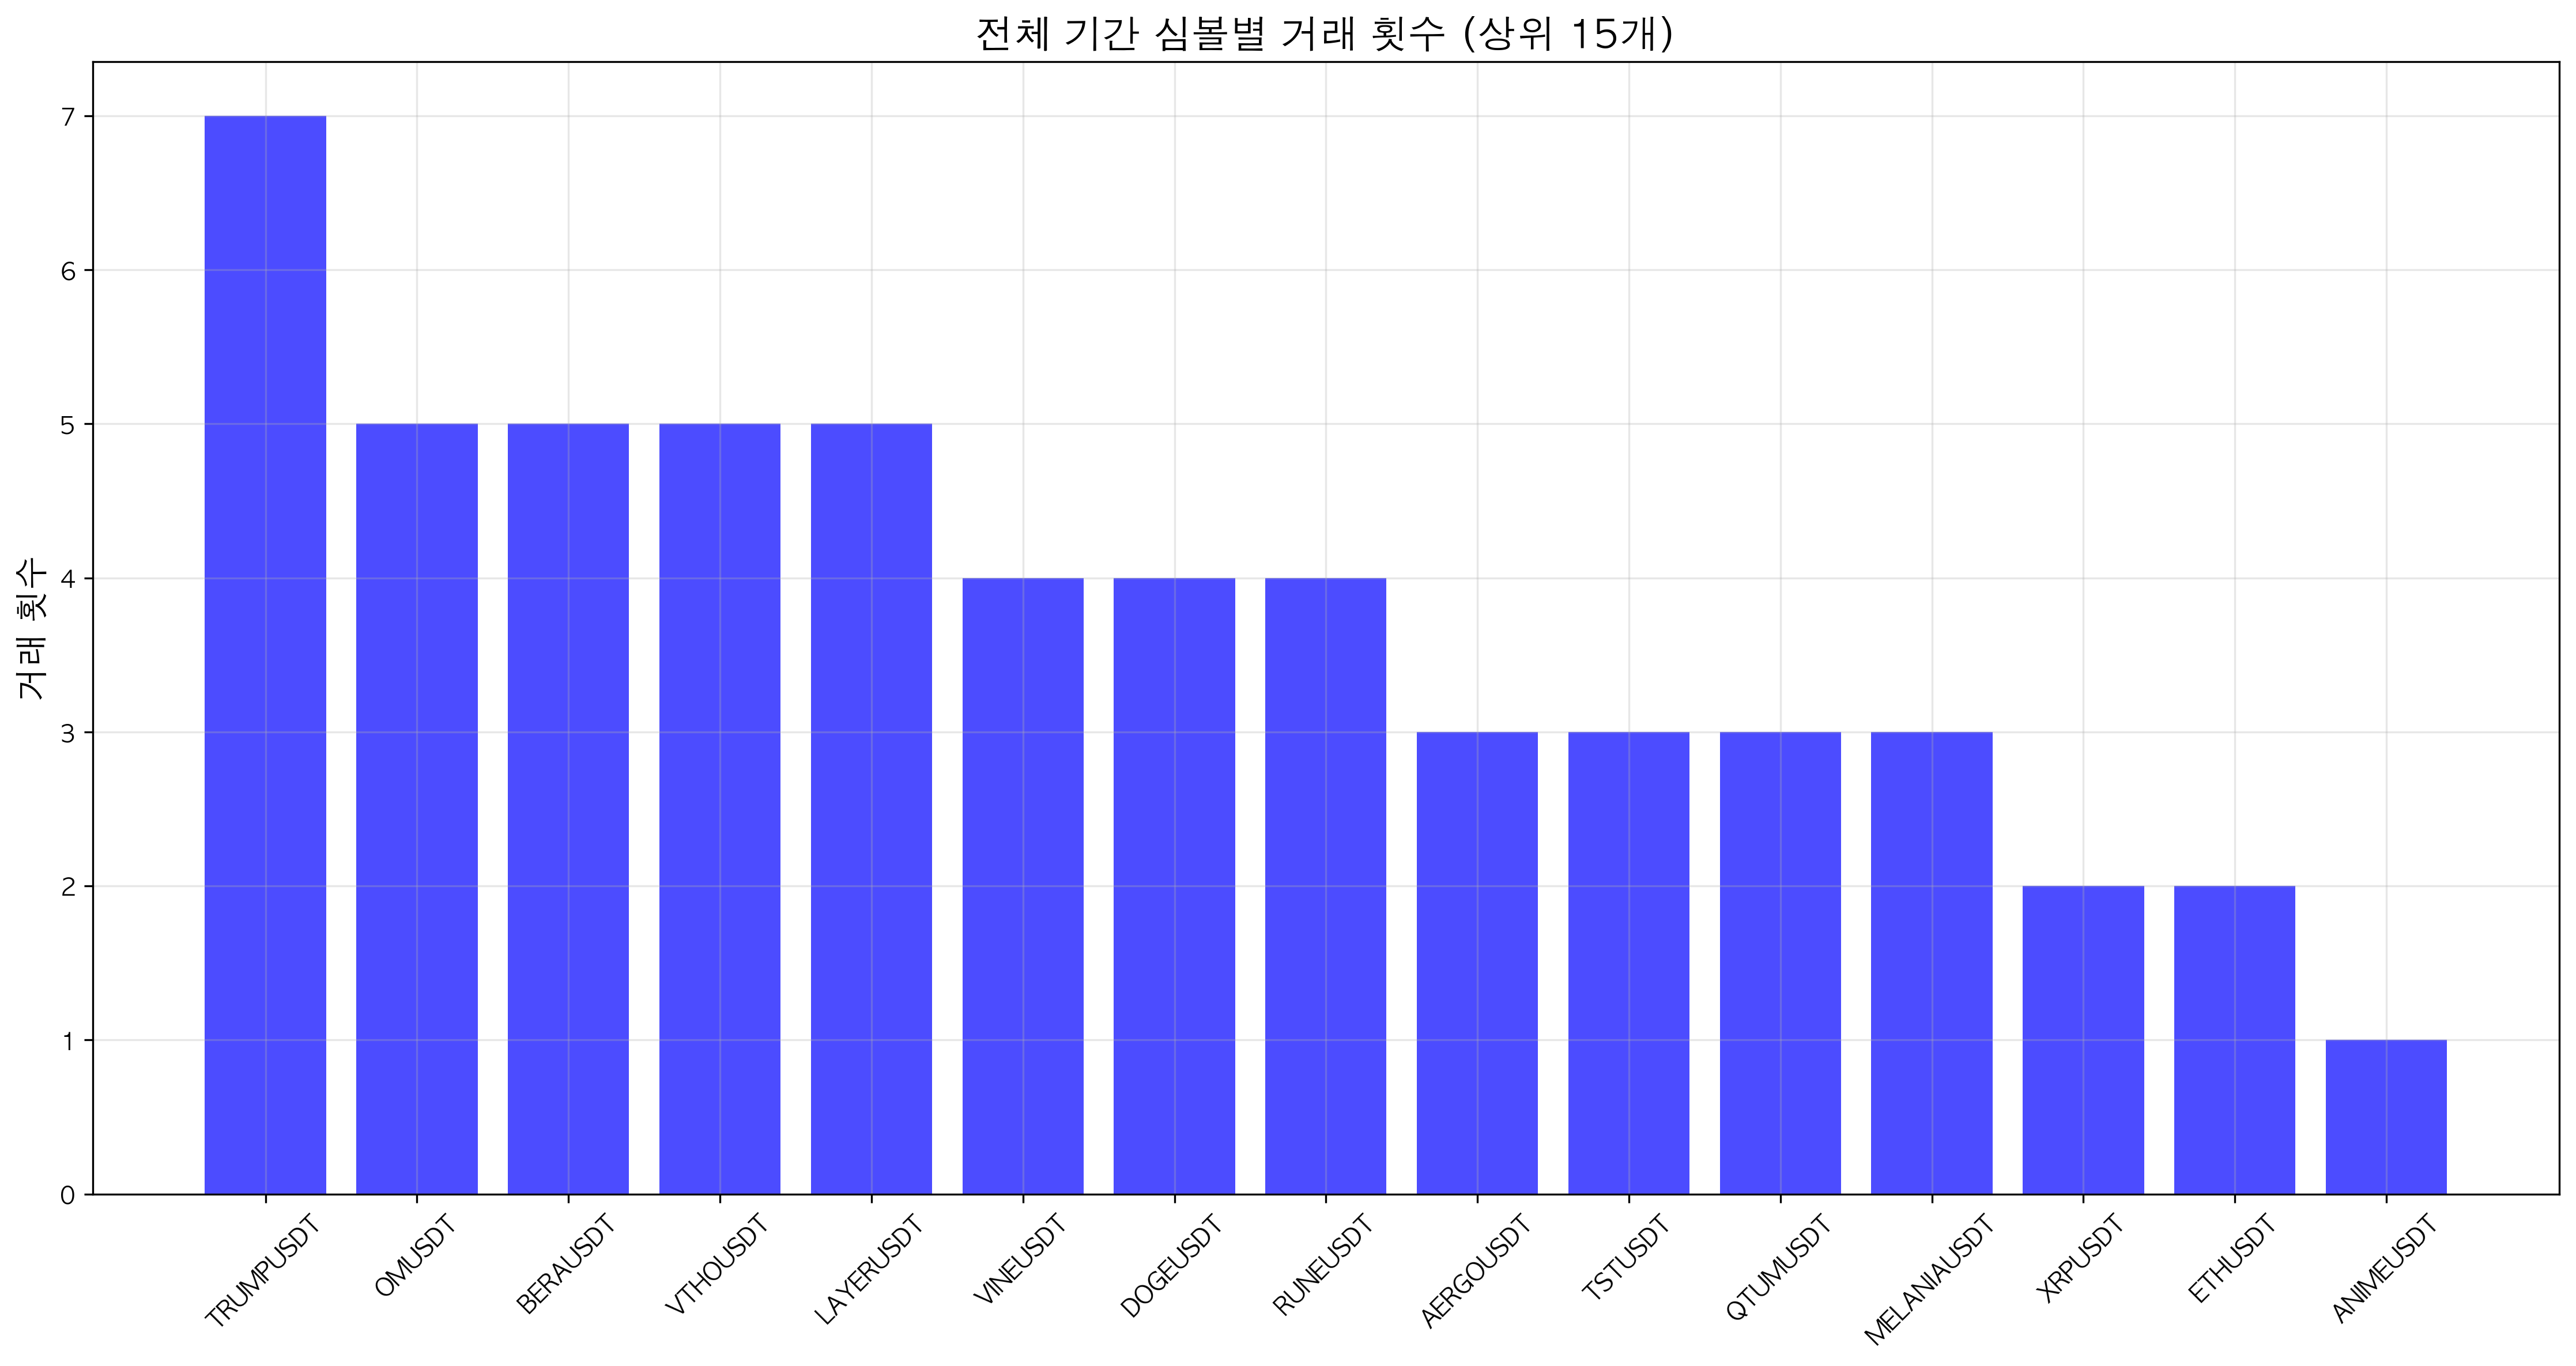 전체 기간 심볼별 거래 횟수 (상위 15개)
거래 횟수
7
6
5
4
3
2
1
0
TRUMPUSDT
OMUSDT
BERAUSDT
VTHOUSDT
LAYERUSDT
VINEUSDT
DOGEUSDT
RUNEUSDT
AERGOUSDT
TSTUSDT
QTUMUSDT
MELANIAUSDT
XRPUSDT
ETHUSDT
ANIMEUSDT